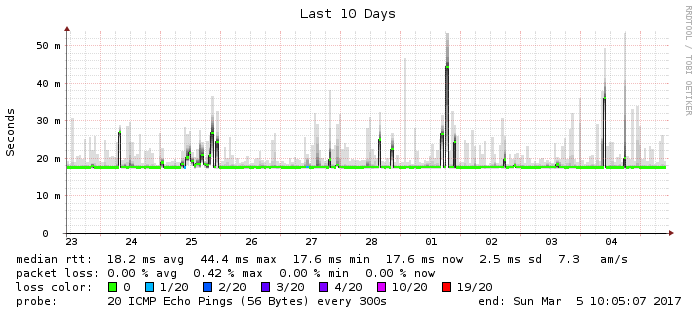 Last 10 Days
RRDTOOL / TOBI OETIKER
Seconds
50 m
40 m
30 m
20 m
10 m
0
23 24 25 26 27 28 01 02 03 04
median rtt: 18.2 ms avg 44.4 ms max 17.6 ms min 17.6 ms now 2.5 ms sd 7.3 am/s
packet loss: 0.00 % avg 0.42 % max 0.00 % min 0.00 % now
loss color: 0 1/20 2/20 3/20 4/20 10/20 19/20
probe: 20 ICMP Echo Pings (56 Bytes) every 300s end: Sun Mar 5 10:05:07 2017